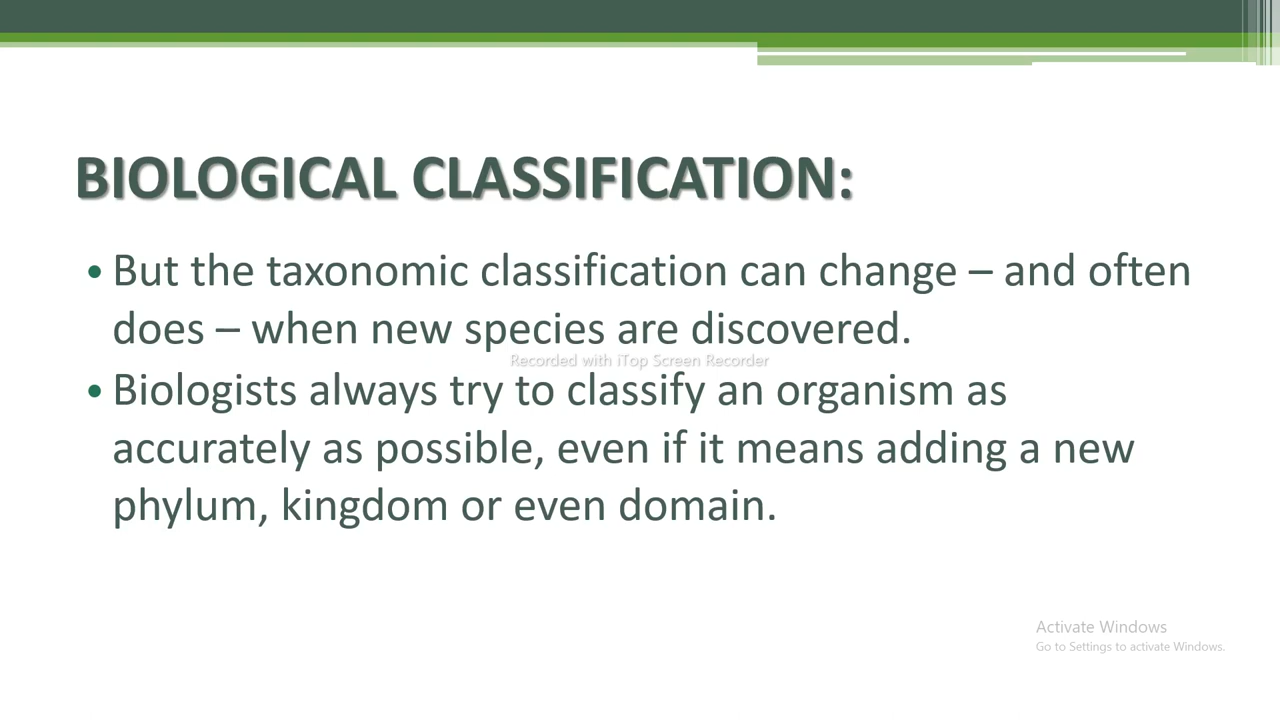 BIOLOGICAL CLASSIFICATION:
• But the taxonomic classification can change – and often
does – when new species are discovered.
Recorded with iTop Screen Recorder
• Biologists always try to classify an organism as
accurately as possible, even if it means adding a new
phylum, kingdom or even domain.
Activate Windows
Go to Settings to activate Windows.